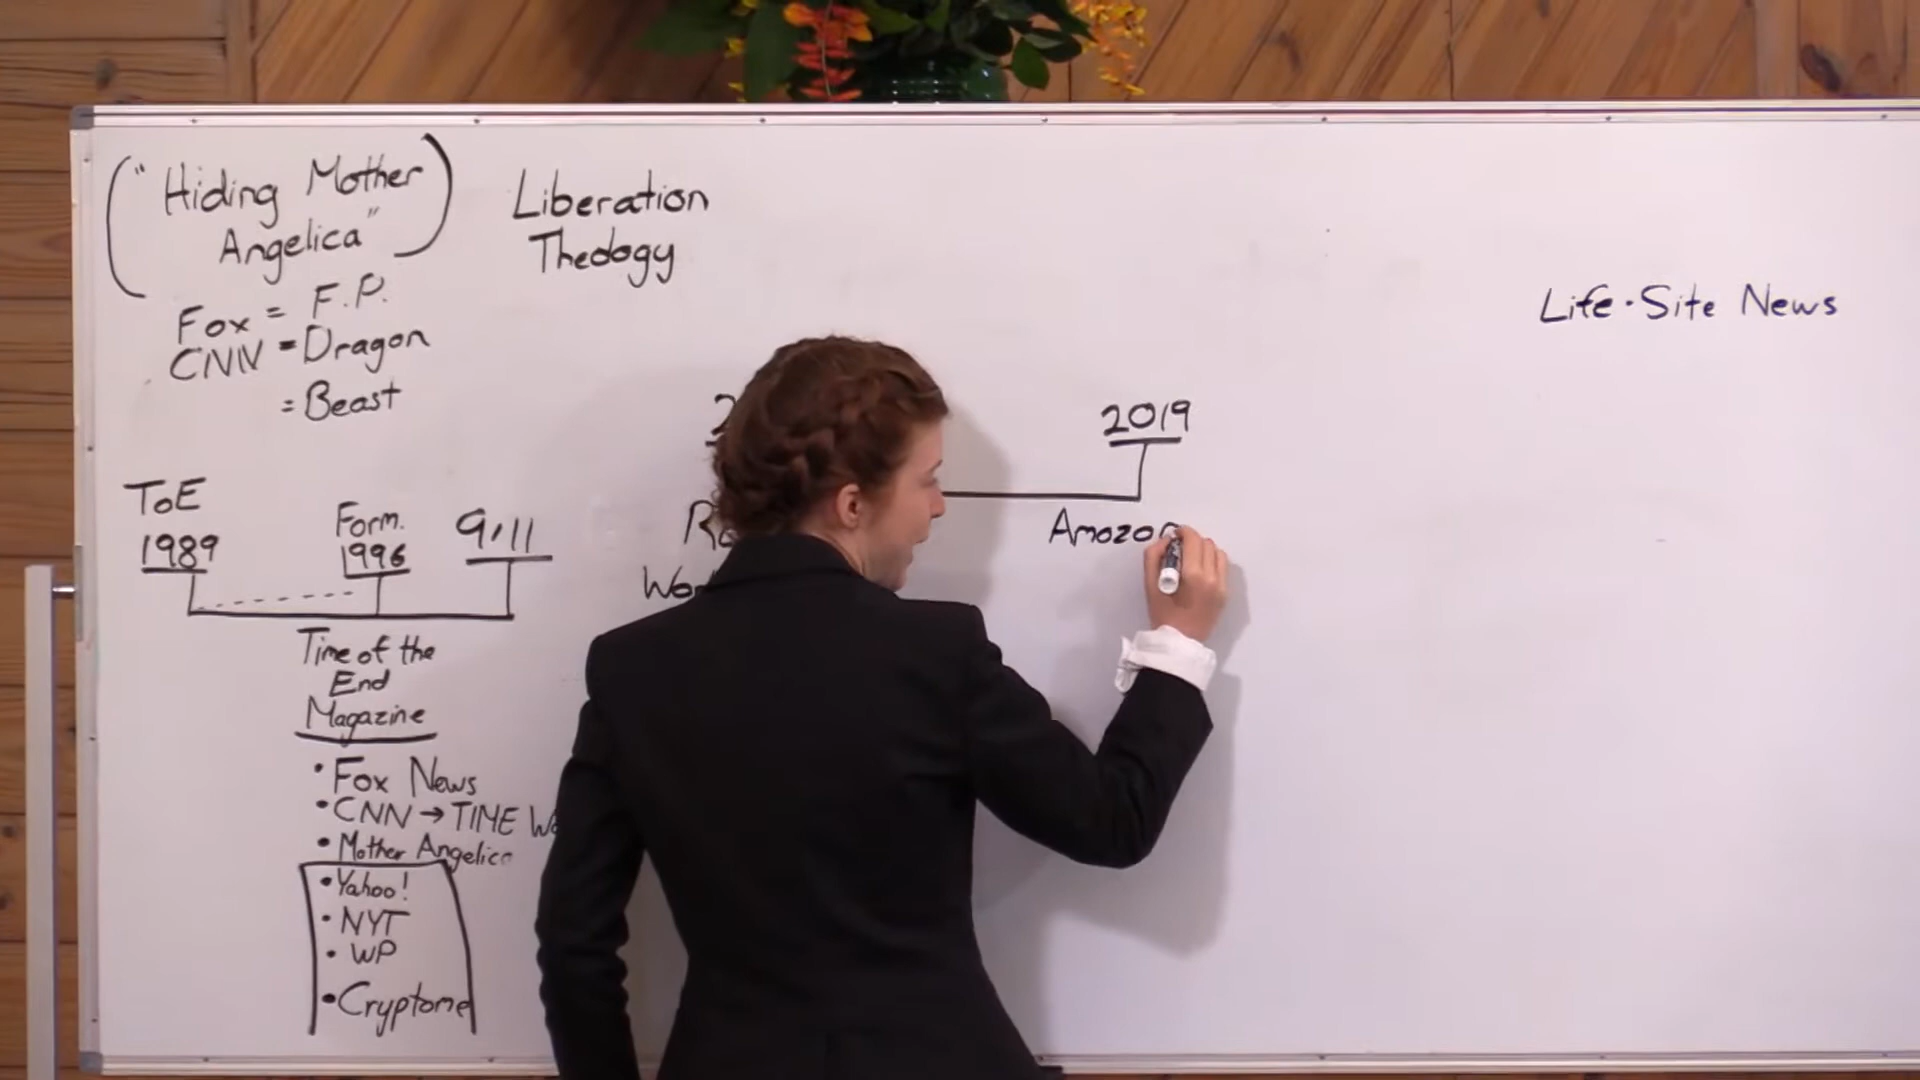 ("Hiding Mother
Angelica")
Fox = F.P.
CNN = Dragon
= Beast
Liberation
Theology
Life·Site News
ToE
1989
Form.
1996
9/11
Time of the
End
Magazine
• Fox News
• CNN → TIME
• Mother Angelica
• Yahoo!
• NYT
• WP
• Cryptome
2019
Amazon